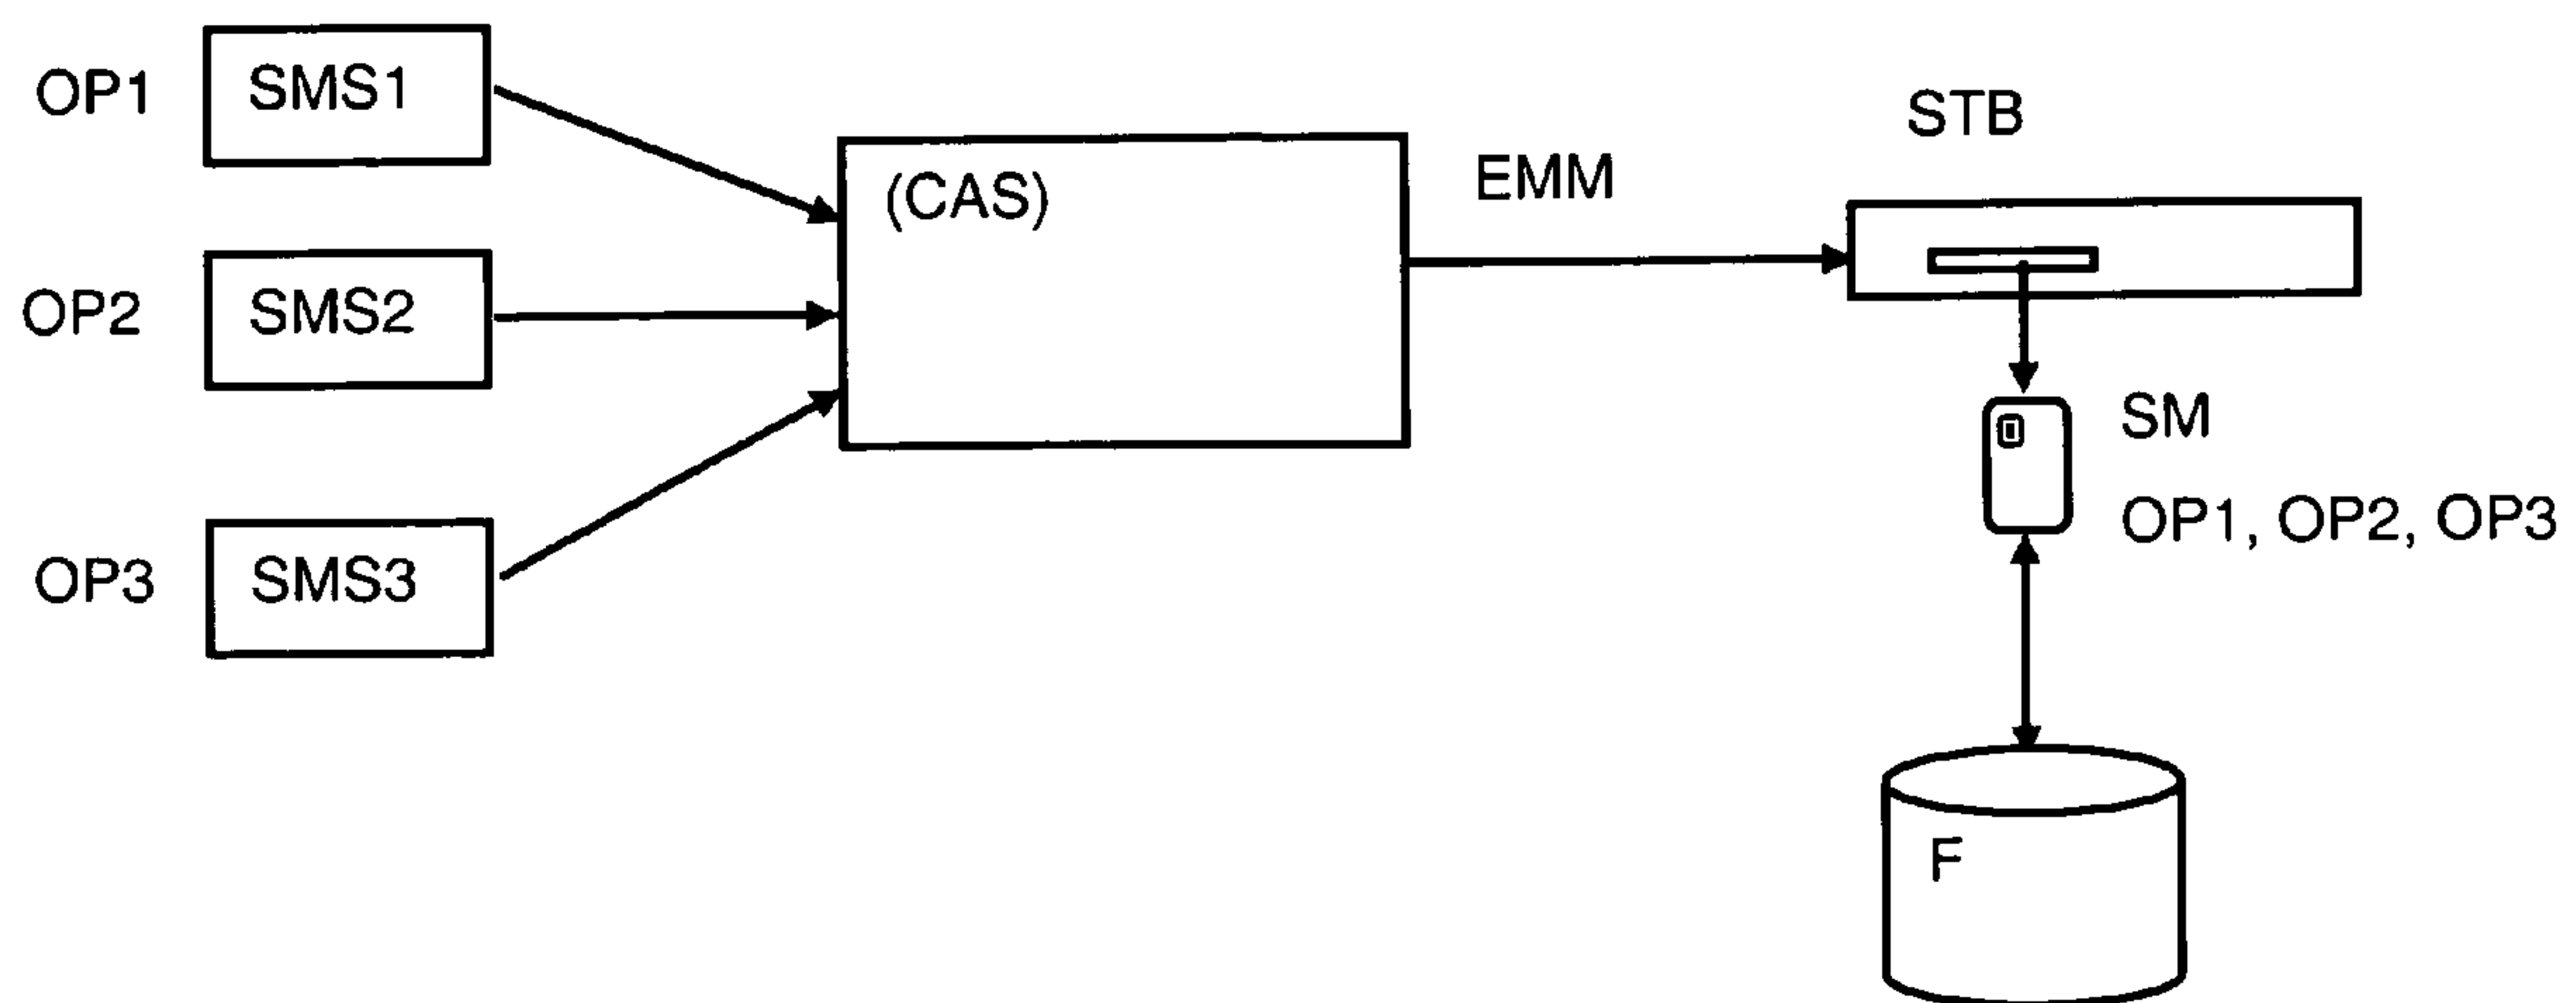 OP1 SMS1
OP2 SMS2
OP3 SMS3
(CAS)
EMM
STB
SM
OP1, OP2, OP3
F